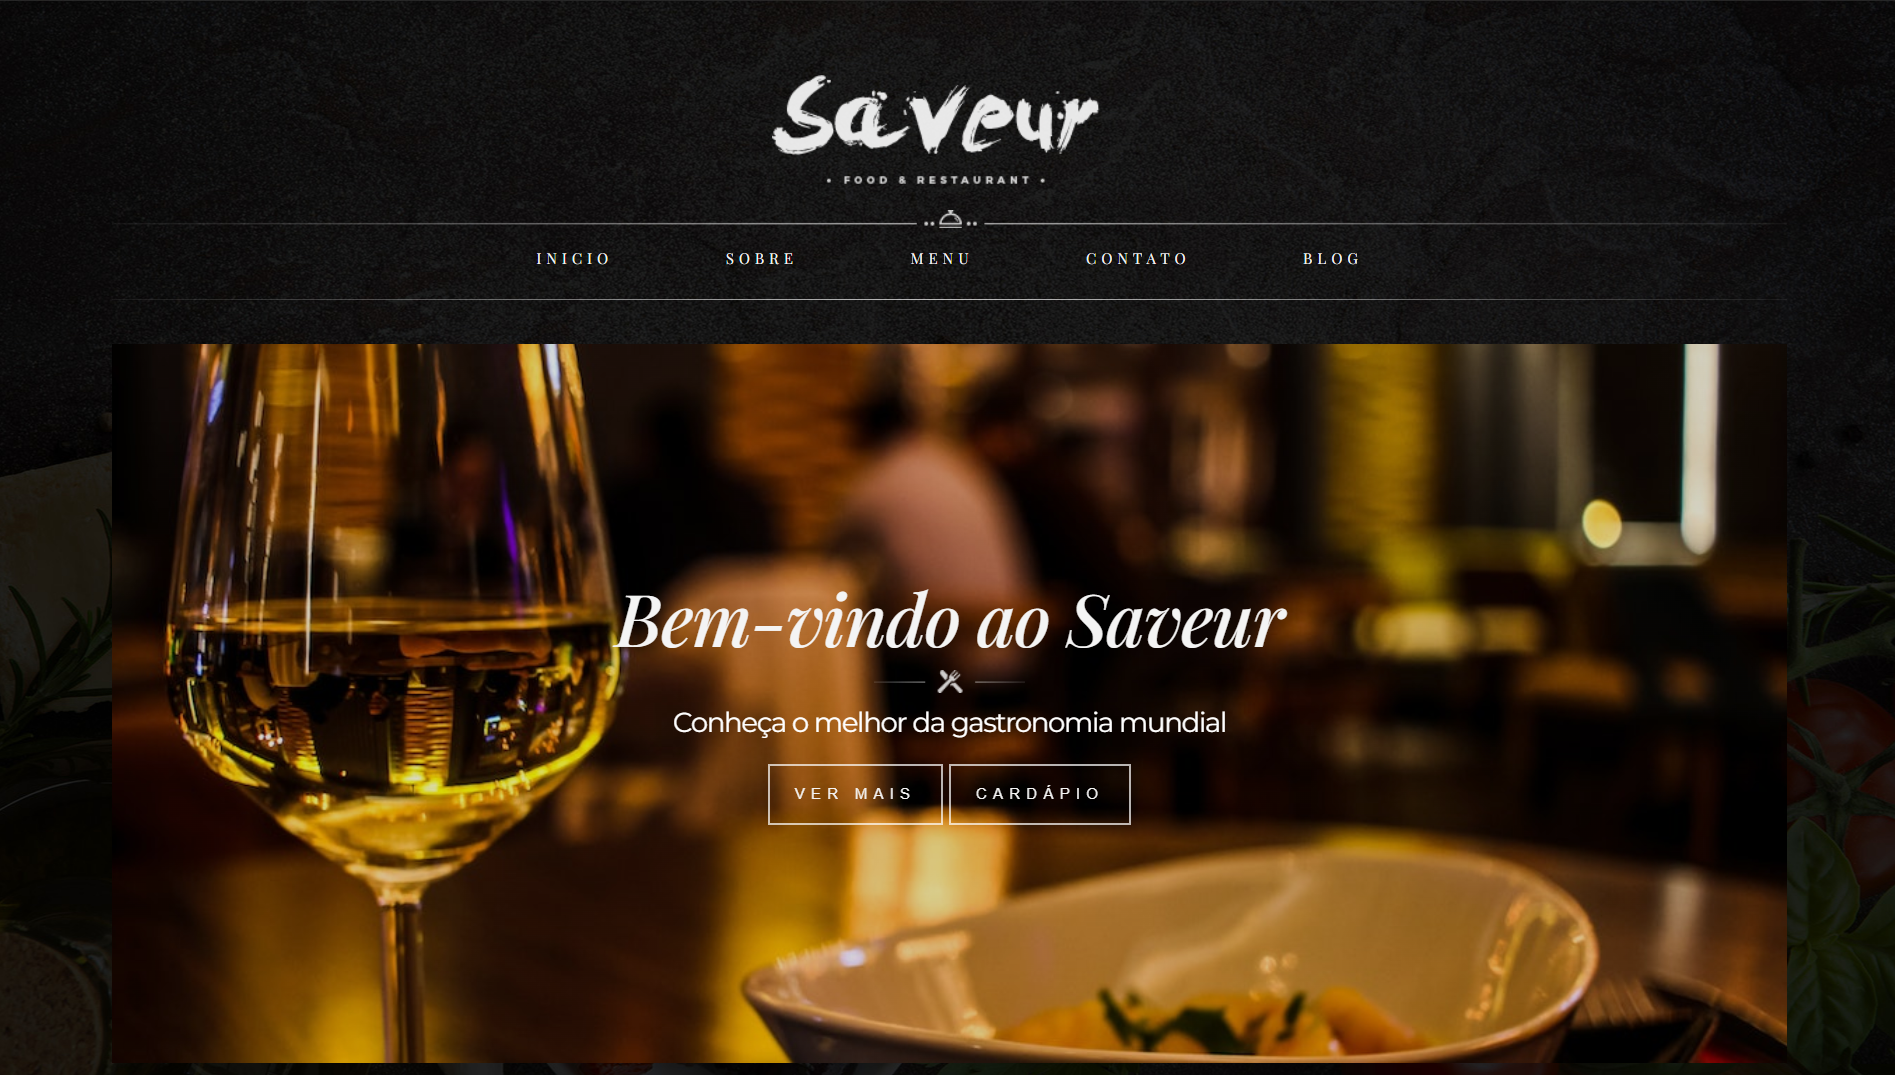 Saveur
• FOOD & RESTAURANT •
INICIO SOBRE MENU CONTATO BLOG
Bem-vindo ao Saveur
Conheça o melhor da gastronomia mundial
VER MAIS CARDÁPIO